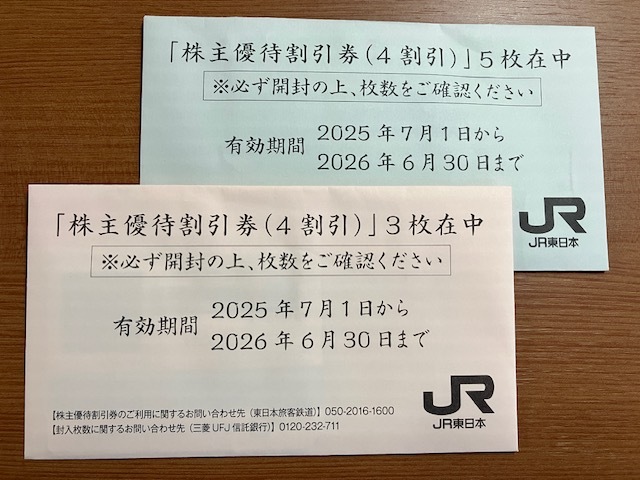 「株主優待割引券(4割引)」5枚在中
※必ず開封の上、枚数をご確認ください
有効期間
2025年7月1日から
2026年6月30日まで
JR
JR東日本
「株主優待割引券(4割引)」3枚在中
※必ず開封の上、枚数をご確認ください
有効期間
2025年7月1日から
2026年6月30日まで
【株主優待割引券のご利用に関するお問い合わせ先(東日本旅客鉄道)】050-2016-1600
【封入枚数に関するお問い合わせ先(三菱UFJ信託銀行)】0120-232-711
JR
JR東日本